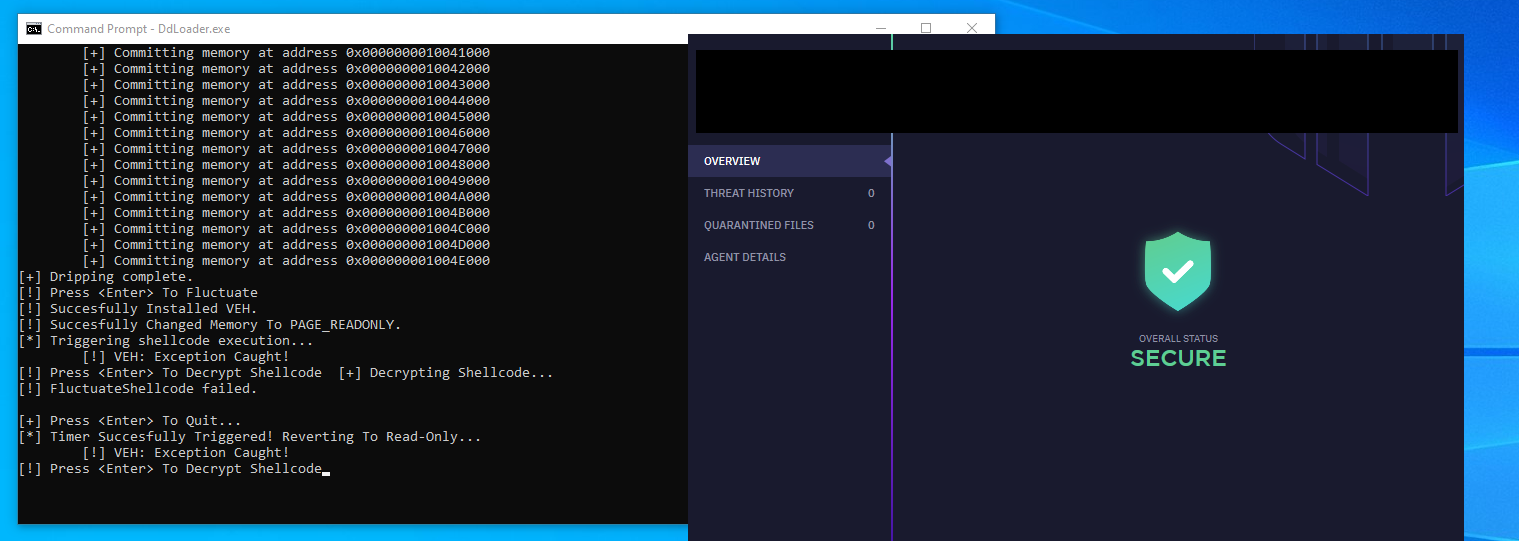 Command Prompt - DdLoader.exe
[+] Committing memory at address 0x0000000010041000
[+] Committing memory at address 0x0000000010042000
[+] Committing memory at address 0x0000000010043000
[+] Committing memory at address 0x0000000010044000
[+] Committing memory at address 0x0000000010045000
[+] Committing memory at address 0x0000000010046000
[+] Committing memory at address 0x0000000010047000
[+] Committing memory at address 0x0000000010048000
[+] Committing memory at address 0x0000000010049000
[+] Committing memory at address 0x000000001004A000
[+] Committing memory at address 0x000000001004B000
[+] Committing memory at address 0x000000001004C000
[+] Committing memory at address 0x000000001004D000
[+] Committing memory at address 0x000000001004E000
[+] Dripping complete.
[!] Press <Enter> To Fluctuate
[!] Succesfully Installed VEH.
[!] Succesfully Changed Memory To PAGE_READONLY.
[*] Triggering shellcode execution...
[!] VEH: Exception Caught!
[!] Press <Enter> To Decrypt Shellcode  [+] Decrypting Shellcode...
[!] FluctuateShellcode failed.
[+] Press <Enter> To Quit...
[*] Timer Succesfully Triggered! Reverting To Read-Only...
[!] VEH: Exception Caught!
[!] Press <Enter> To Decrypt Shellcode
OVERVIEW
THREAT HISTORY 0
QUARANTINED FILES 0
AGENT DETAILS
OVERALL STATUS
SECURE